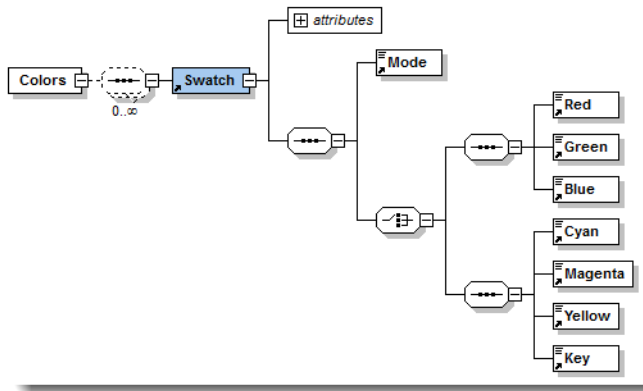 attributes
Mode
Colors
Swatch
0..∞
Red
Green
Blue
Cyan
Magenta
Yellow
Key